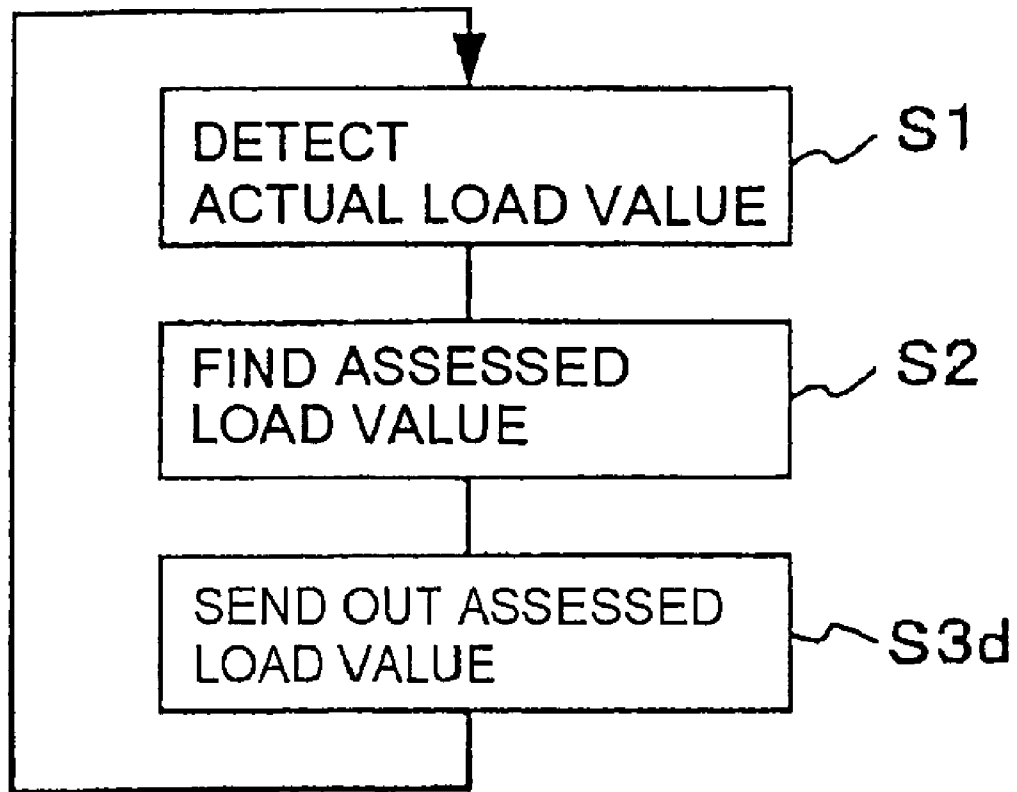 DETECT
ACTUAL LOAD VALUE
S1
FIND ASSESSED
LOAD VALUE
S2
SEND OUT ASSESSED
LOAD VALUE
S3d